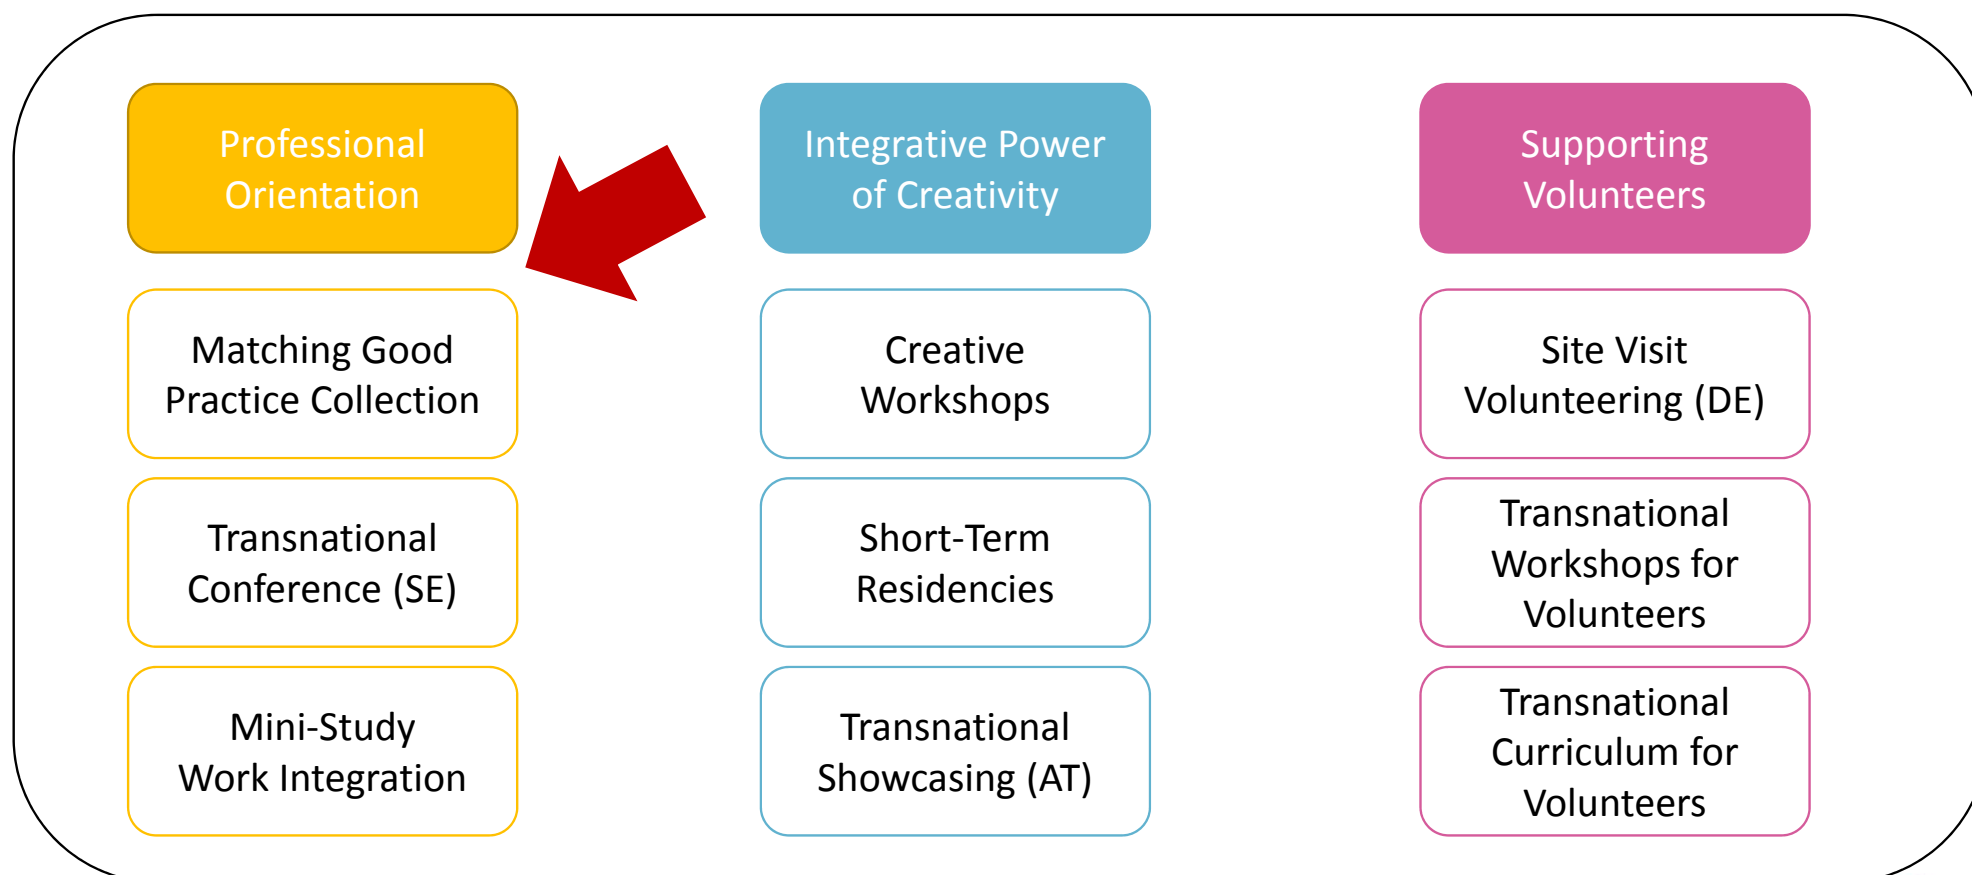 Professional
Orientation
Matching Good
Practice Collection
Transnational
Conference (SE)
Mini-Study
Work Integration
Integrative Power
of Creativity
Creative
Workshops
Short-Term
Residencies
Transnational
Showcasing (AT)
Supporting
Volunteers
Site Visit
Volunteering (DE)
Transnational
Workshops for
Volunteers
Transnational
Curriculum for
Volunteers